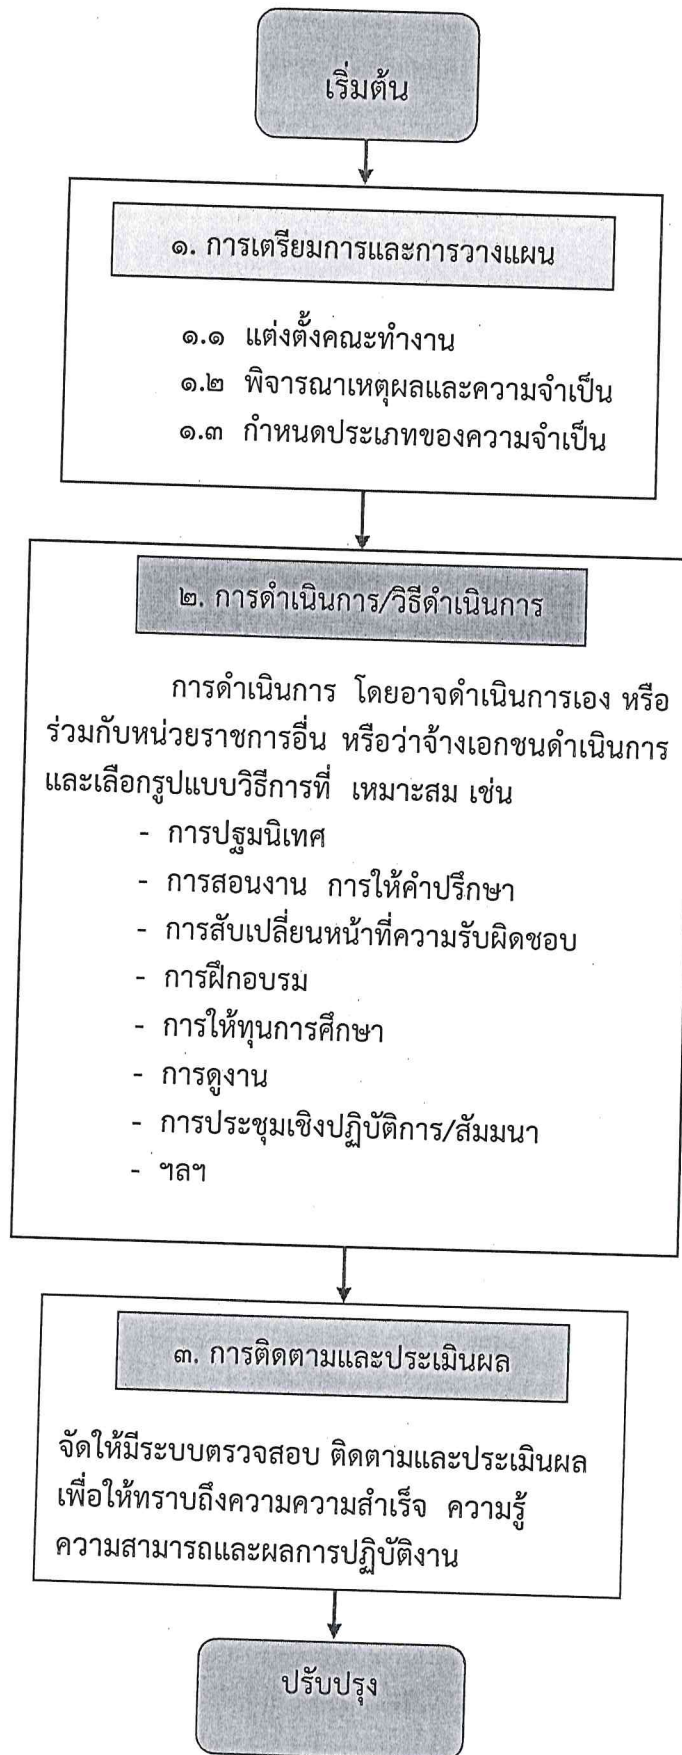 เริ่มต้น
๑. การเตรียมการและการวางแผน
๑.๑ แต่งตั้งคณะทำงาน
๑.๒ พิจารณาเหตุผลและความจำเป็น
๑.๓ กำหนดประเภทของความจำเป็น
๒. การดำเนินการ/วิธีดำเนินการ
การดำเนินการ โดยอาจดำเนินการเอง หรือ
ร่วมกับหน่วยราชการอื่น หรือว่าจ้างเอกชนดำเนินการ
และเลือกรูปแบบวิธีการที่ เหมาะสม เช่น
- การปฐมนิเทศ
- การสอนงาน การให้คำปรึกษา
- การสับเปลี่ยนหน้าที่ความรับผิดชอบ
- การฝึกอบรม
- การให้ทุนการศึกษา
- การดูงาน
- การประชุมเชิงปฏิบัติการ/สัมมนา
- ฯลฯ
๓. การติดตามและประเมินผล
จัดให้มีระบบตรวจสอบ ติดตามและประเมินผล
เพื่อให้ทราบถึงความความสำเร็จ ความรู้
ความสามารถและผลการปฏิบัติงาน
ปรับปรุง